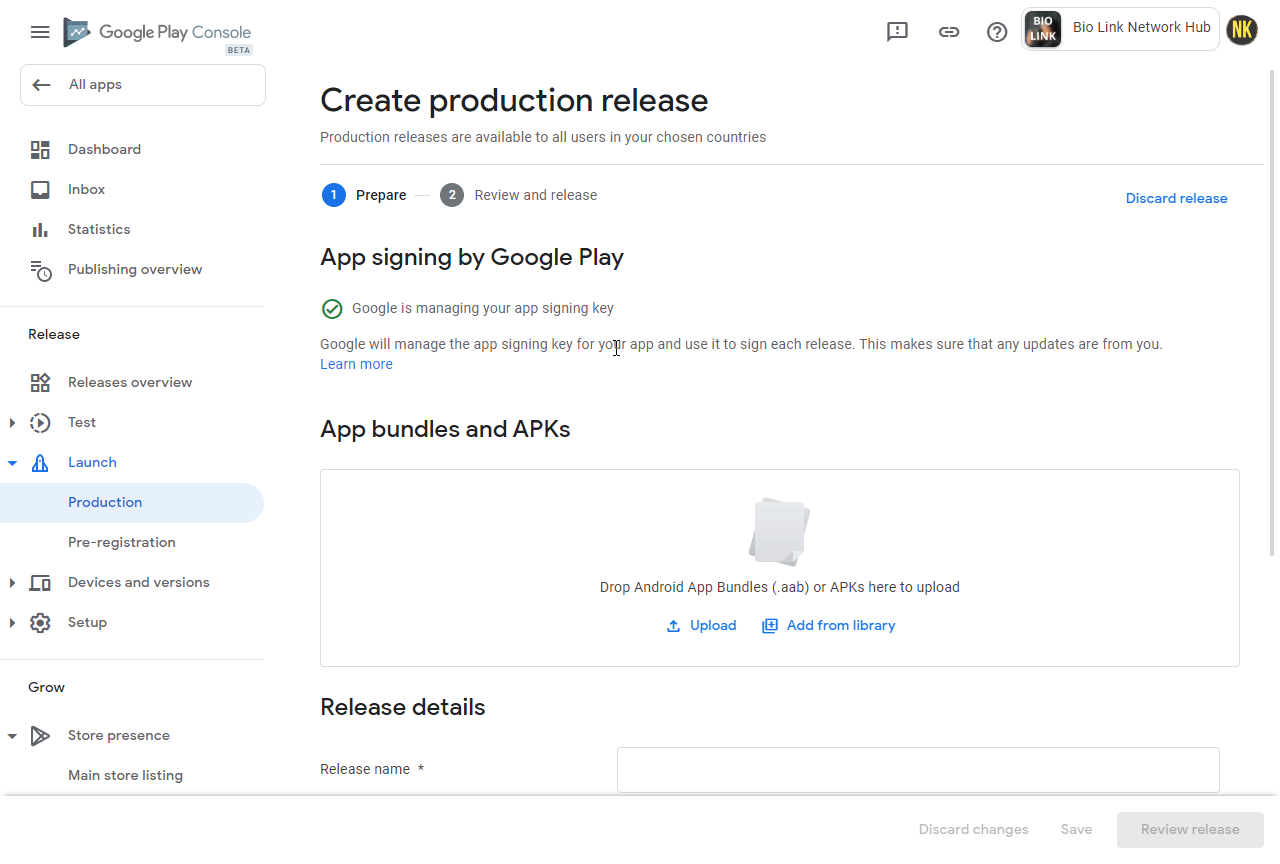 Google Play Console
BETA
BIO
LINK
Bio Link Network Hub
NK
All apps
Dashboard
Inbox
Statistics
Publishing overview
Release
Releases overview
Test
Launch
Production
Pre-registration
Devices and versions
Setup
Grow
Store presence
Main store listing
Create production release
Production releases are available to all users in your chosen countries
1 Prepare
2 Review and release
Discard release
App signing by Google Play
Google is managing your app signing key
Google will manage the app signing key for your app and use it to sign each release. This makes sure that any updates are from you.
Learn more
App bundles and APKs
Drop Android App Bundles (.aab) or APKs here to upload
Upload
Add from library
Release details
Release name *
Discard changes
Save
Review release